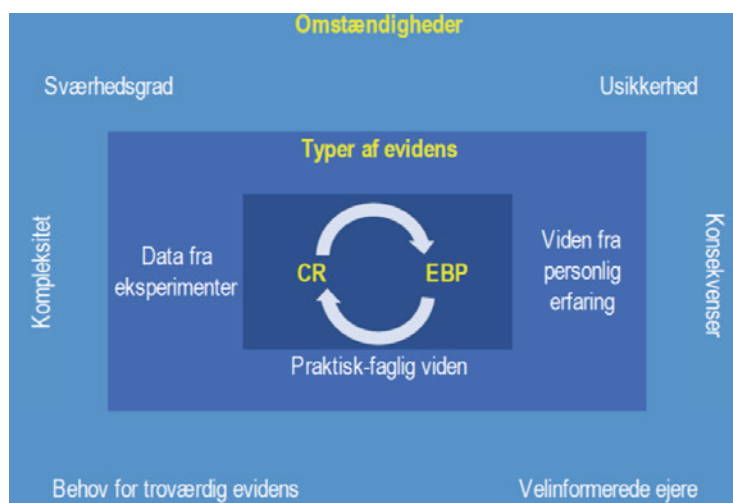 Omstændigheder
Sværhedsgrad
Usikkerhed
Typer af evidens
Kompleksitet
Data fra
eksperimenter
CR
EBP
Viden fra
personlig
erfaring
Konsekvenser
Praktisk-faglig viden
Behov for troværdig evidens
Velinformerede ejere